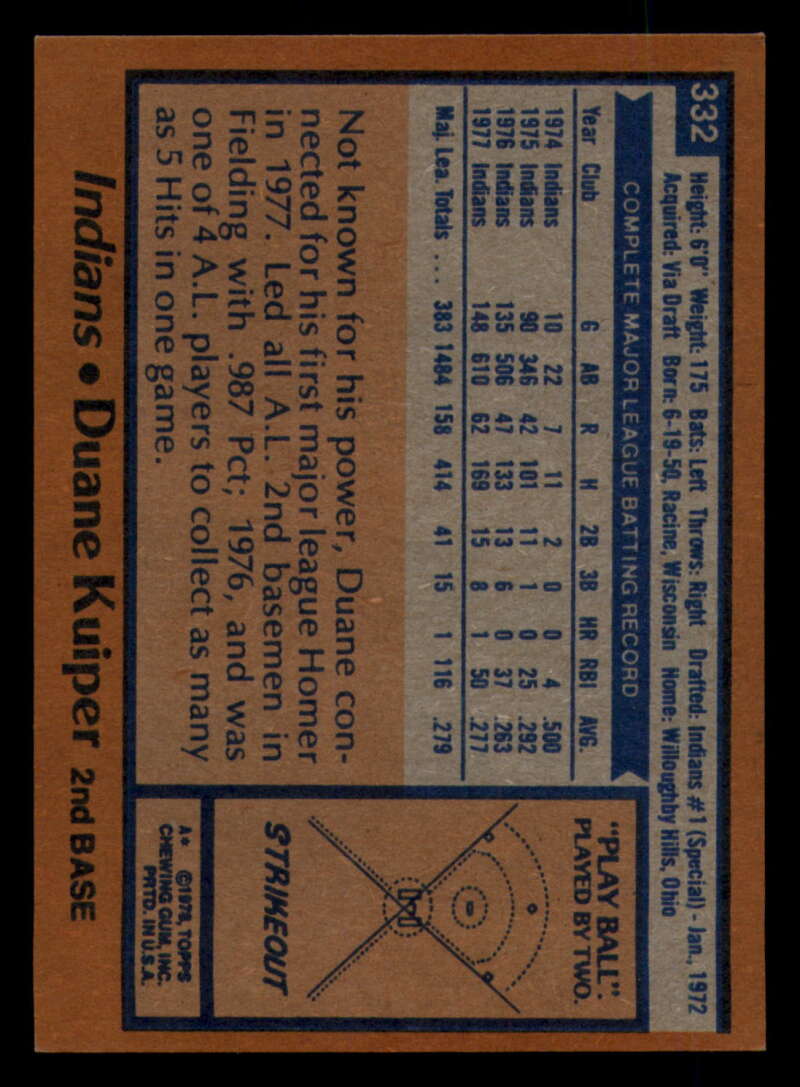 332
Height: 6'0" Weight: 175 Bats: Left Throws: Right Drafted: Indians #1 (Special) - Jan., 1972
Acquired: Via Draft Born: 6-19-50, Racine, Wisconsin Home: Willoughby Hills, Ohio
COMPLETE MAJOR LEAGUE BATTING RECORD
Year Club G AB R H 2B 3B HR RBI AVG.
1974 Indians 10 22 7 11 2 0 0 4 .500
1975 Indians 90 346 42 101 11 1 0 25 .292
1976 Indians 135 506 47 133 13 6 0 37 .263
1977 Indians 148 610 62 169 15 8 1 50 .277
Maj. Lea. Totals ... 383 1484 158 414 41 15 1 116 .279
Not known for his power, Duane con-
nected for his first major league Homer
in 1977. Led all A.L. 2nd basemen in
Fielding with .987 Pct; 1976, and was
one of 4 A.L. players to collect as many
as 5 Hits in one game.
"PLAY BALL".
PLAYED BY TWO.
STRIKEOUT
A* ©1978, TOPPS
CHEWING GUM, INC.
PRTD. IN U.S.A.
Indians • Duane Kuiper 2nd BASE